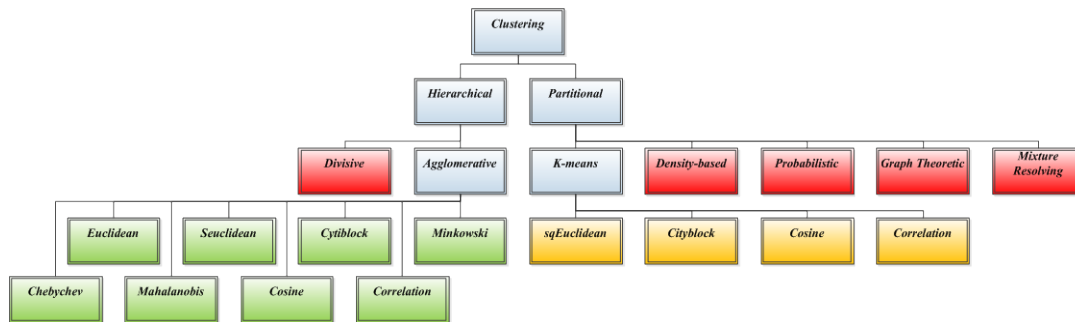 Clustering
Hierarchical
Partitional
Divisive
Agglomerative
K-means
Density-based
Probabilistic
Graph Theoretic
Mixture
Resolving
Euclidean
Seuclidean
Cytiblock
Minkowski
sqEuclidean
Cityblock
Cosine
Correlation
Chebychev
Mahalanobis
Cosine
Correlation